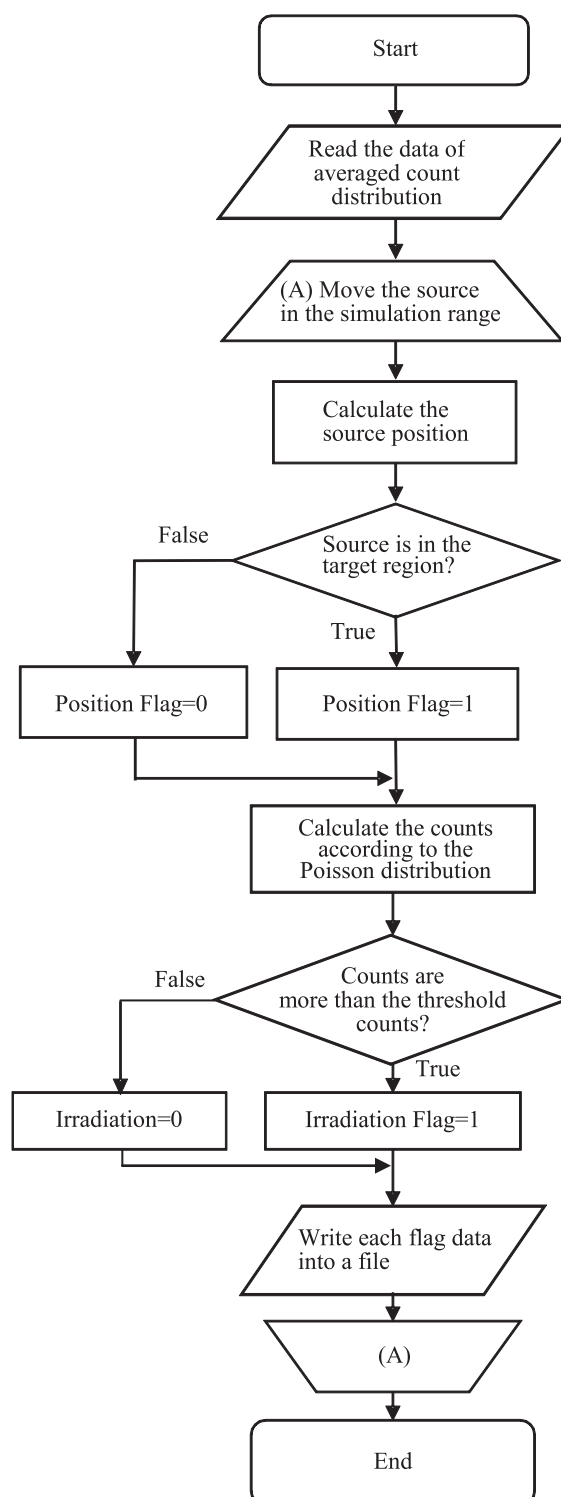 Start
Read the data of
averaged count
distribution
(A) Move the source
in the simulation range
Calculate the
source position
False
Source is in the
target region?
True
Position Flag=0
Position Flag=1
Calculate the counts
according to the
Poisson distribution
False
Counts are
more than the threshold
counts?
True
Irradiation=0
Irradiation Flag=1
Write each flag data
into a file
(A)
End